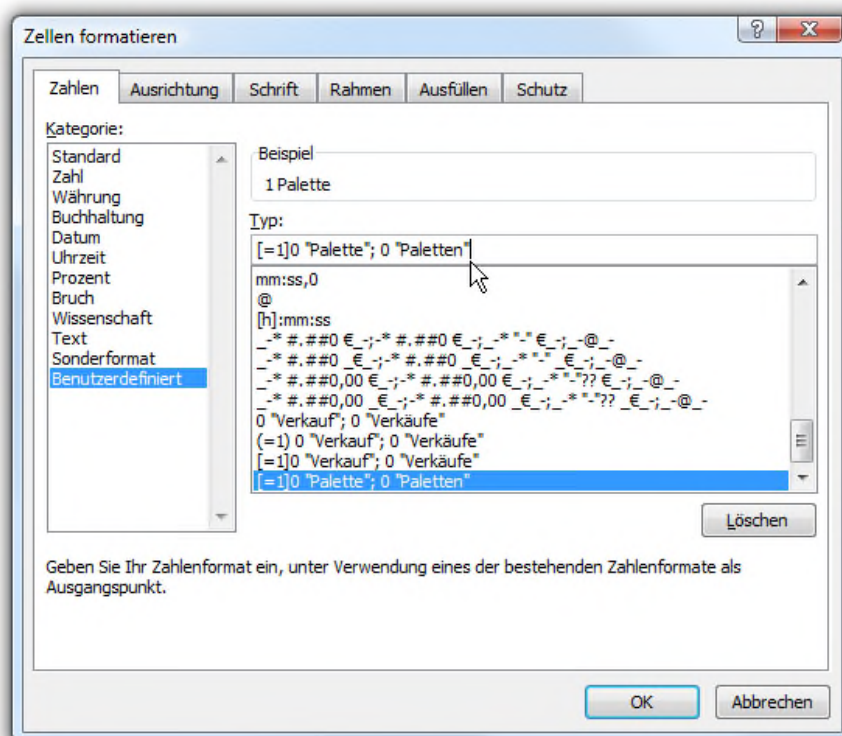 Zellen formatieren
Zahlen Ausrichtung Schrift Rahmen Ausfüllen Schutz
Kategorie:
Standard
Zahl
Währung
Buchhaltung
Datum
Uhrzeit
Prozent
Bruch
Wissenschaft
Text
Sonderformat
Benutzerdefiniert
Beispiel
1 Palette
Typ:
[=1]0 "Palette"; 0 "Paletten"
mm:ss,0
@
[h]:mm:ss
_-* #.##0 €_-;-* #.##0 €_-;_-* "-" €_-;_-@_-
_-* #.##0 _€_-;-* #.##0 _€_-;_-* "-" _€_-;_-@_-
_-* #.##0,00 €_-;-* #.##0,00 €_-;_-* "-"?? €_-;_-@_-
_-* #.##0,00 _€_-;-* #.##0,00 _€_-;_-* "-"?? _€_-;_-@_-
0 "Verkauf"; 0 "Verkäufe"
(=1) 0 "Verkauf"; 0 "Verkäufe"
[=1]0 "Verkauf"; 0 "Verkäufe"
[=1]0 "Palette"; 0 "Paletten"
Löschen
Geben Sie Ihr Zahlenformat ein, unter Verwendung eines der bestehenden Zahlenformate als
Ausgangspunkt.
OK Abbrechen